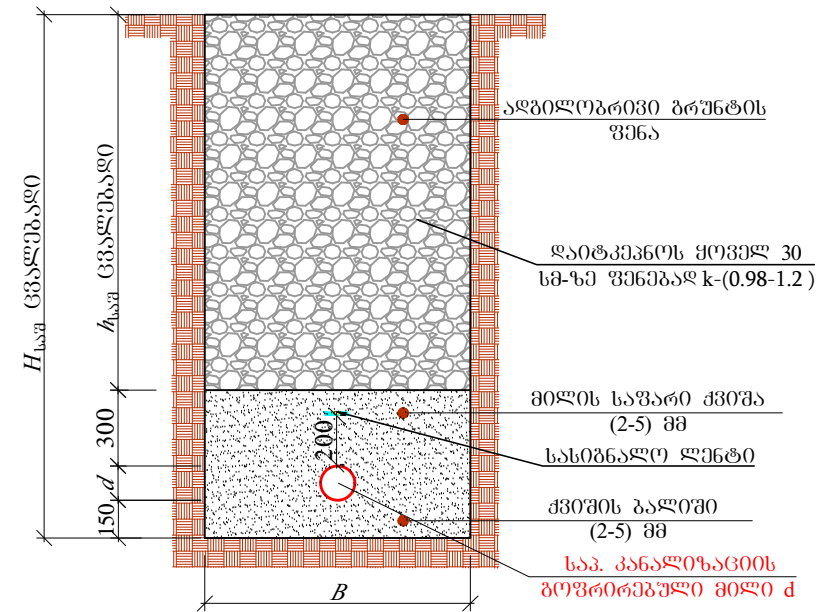 ადგილობრივი გრუნტის
ფენა
დაიტკეპნოს ყოველ 30
სმ-ზე ფენებად k-(0.98-1.2 )
მილის საფარი ქვიშა
(2-5) მმ
სასიგნალო ლენტი
ქვიშის ბალიში
(2-5) მმ
საპ. კანალიზაციის
გოფრირებული მილი d
Hსაშ ცვალებადი
hსაშ ცვალებადი
300
d
150
200
B